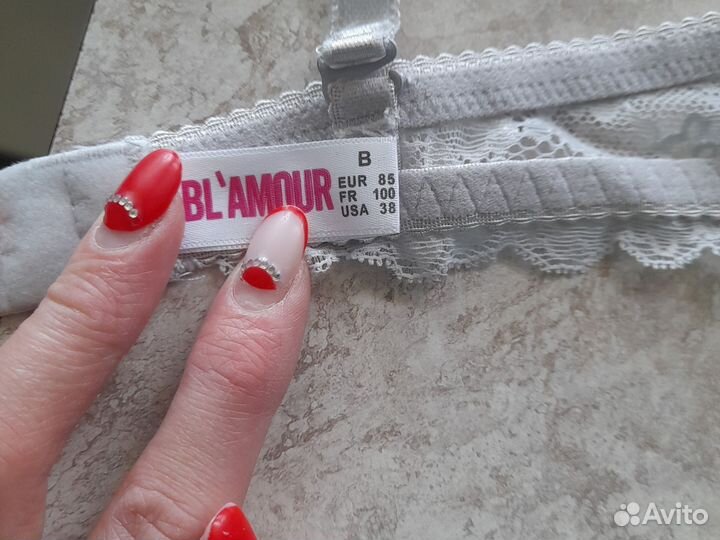 B
BL'AMOUR
EUR 85
FR 100
USA 38
Avito